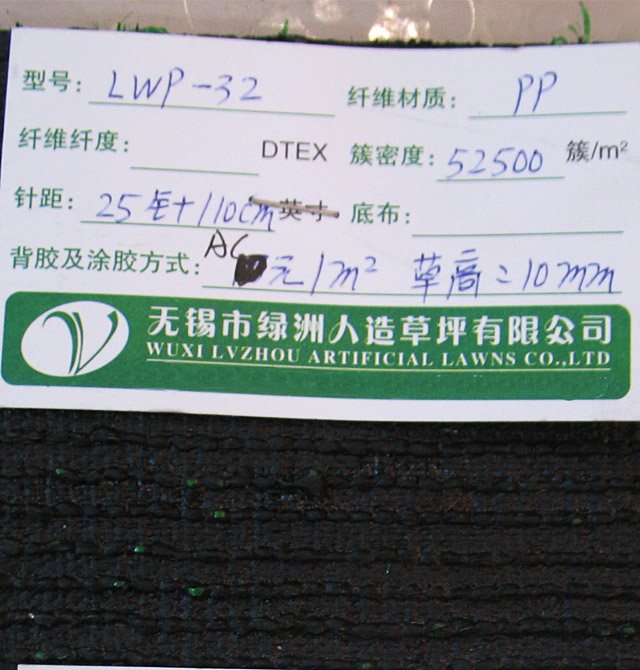 型号: LWP-32 纤维材质: PP
纤维纤度: DTEX 簇密度: 52500 簇/m²
针距: 25针/110cm 英寸 底布:
背胶及涂胶方式: AC 元/m² 草高=10mm
无锡市绿洲人造草坪有限公司
WUXI LVZHOU ARTIFICIAL LAWNS CO.,LTD